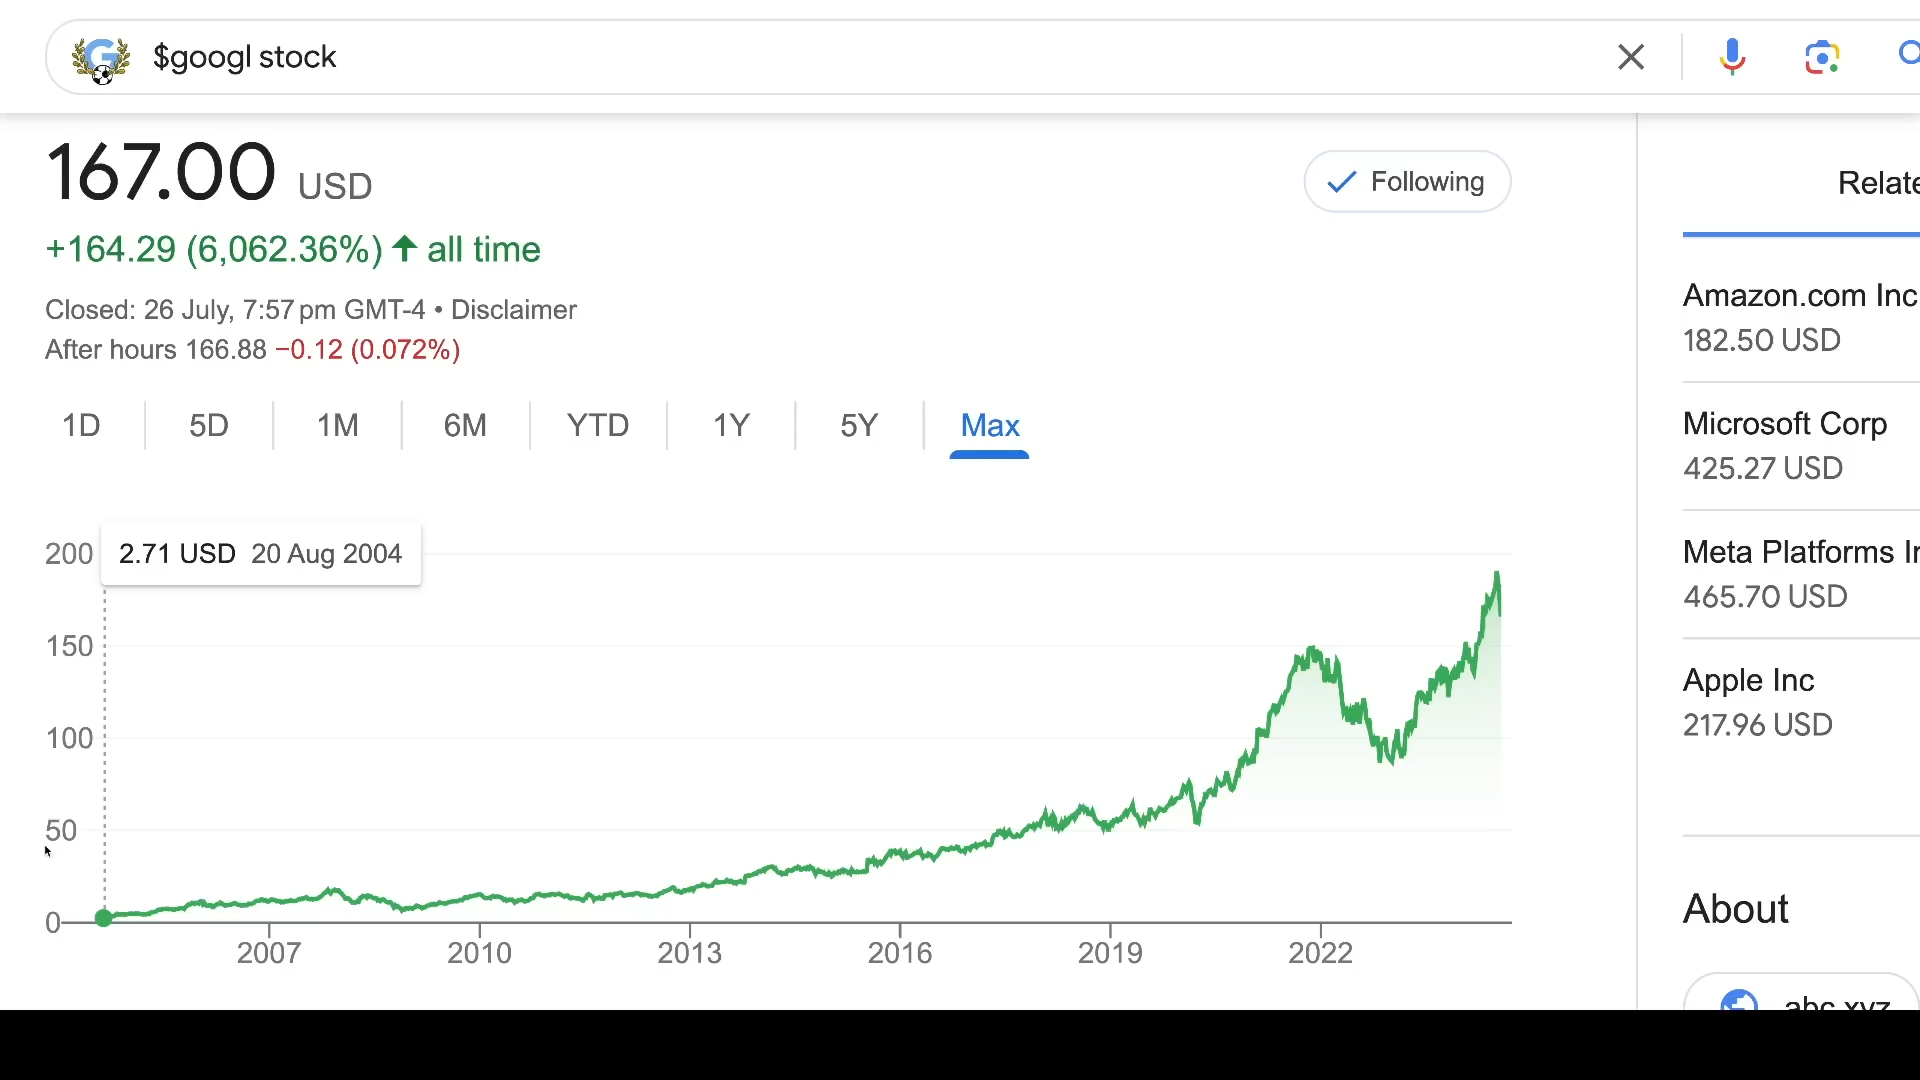 $googl stock
167.00 USD
Following
+164.29 (6,062.36%) all time
Closed: 26 July, 7:57 pm GMT-4 • Disclaimer
After hours 166.88 −0.12 (0.072%)
1D 5D 1M 6M YTD 1Y 5Y Max
2.71 USD 20 Aug 2004
200
150
100
50
0
2007 2010 2013 2016 2019 2022
Relate
Amazon.com Inc
182.50 USD
Microsoft Corp
425.27 USD
Meta Platforms In
465.70 USD
Apple Inc
217.96 USD
About
abc.xyz